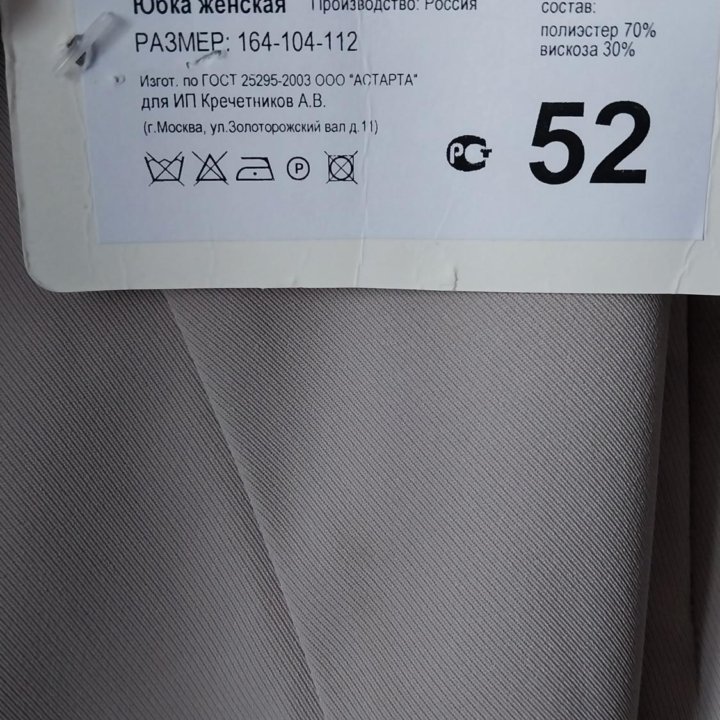 Юбка женская Производство: Россия
состав:
РАЗМЕР: 164-104-112
полиэстер 70%
вискоза 30%
Изгот. по ГОСТ 25295-2003 ООО "АСТАРТА"
для ИП Кречетников А.В.
(г.Москва, ул.Золоторожский вал д.11)
P
РСТ 52